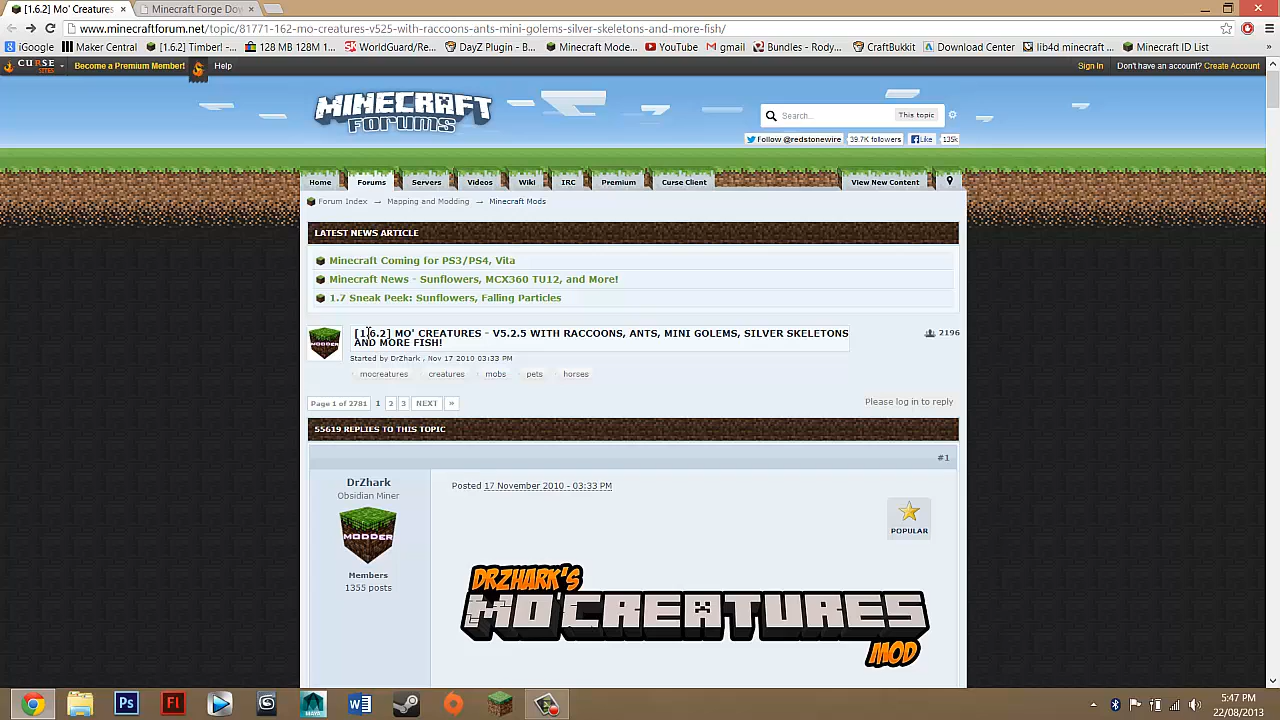 [1.6.2] Mo' Creatures
Minecraft Forge Dow
www.minecraftforum.net/topic/81771-162-mo-creatures-v525-with-raccoons-ants-mini-golems-silver-skeletons-and-more-fish/
iGoogle Maker Central [1.6.2] Timber! -... 128 MB 128M 1... WorldGuard/Re... DayZ Plugin - B... Minecraft Mode... YouTube gmail Bundles - Rody... CraftBukkit Download Center lib4d minecraft ... Minecraft ID List »
CURSE SITES Become a Premium Member! Help Sign In Don't have an account? Create Account
MINECRAFT FORUMS
Search... This topic
Follow @redstonewire 39.7K followers Like 135k
Home Forums Servers Videos Wiki IRC Premium Curse Client View New Content
Forum Index → Mapping and Modding → Minecraft Mods
LATEST NEWS ARTICLE
Minecraft Coming for PS3/PS4, Vita
Minecraft News - Sunflowers, MCX360 TU12, and More!
1.7 Sneak Peek: Sunflowers, Falling Particles
[1.6.2] MO' CREATURES - V5.2.5 WITH RACCOONS, ANTS, MINI GOLEMS, SILVER SKELETONS
AND MORE FISH!
2196
MODDER
Started by DrZhark , Nov 17 2010 03:33 PM
mocreatures creatures mobs pets horses
Page 1 of 2781 1 2 3 NEXT »
Please log in to reply
55619 REPLIES TO THIS TOPIC
#1
DrZhark
Obsidian Miner
MODDER
Members
1355 posts
Posted 17 November 2010 - 03:33 PM
POPULAR
DRZHARK'S
MO'CREATURES
MOD
Ps Fl MAYA W
5:47 PM
22/08/2013